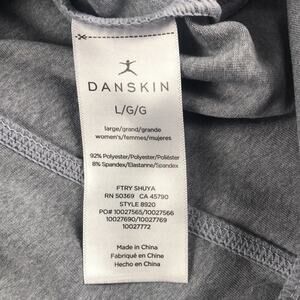 DANSKIN
L/G/G
large/grand/grande
women's/femmes/mujeres
92% Polyester/Polyester/Poliéster
8% Spandex/Elastanne/Spandex
FTRY SHUYA
RN 50369 CA 45790
STYLE 8920
PO# 10027565/10027566
10027690/10027769
10027772
Made in China
Fabriqué en Chine
Hecho en China